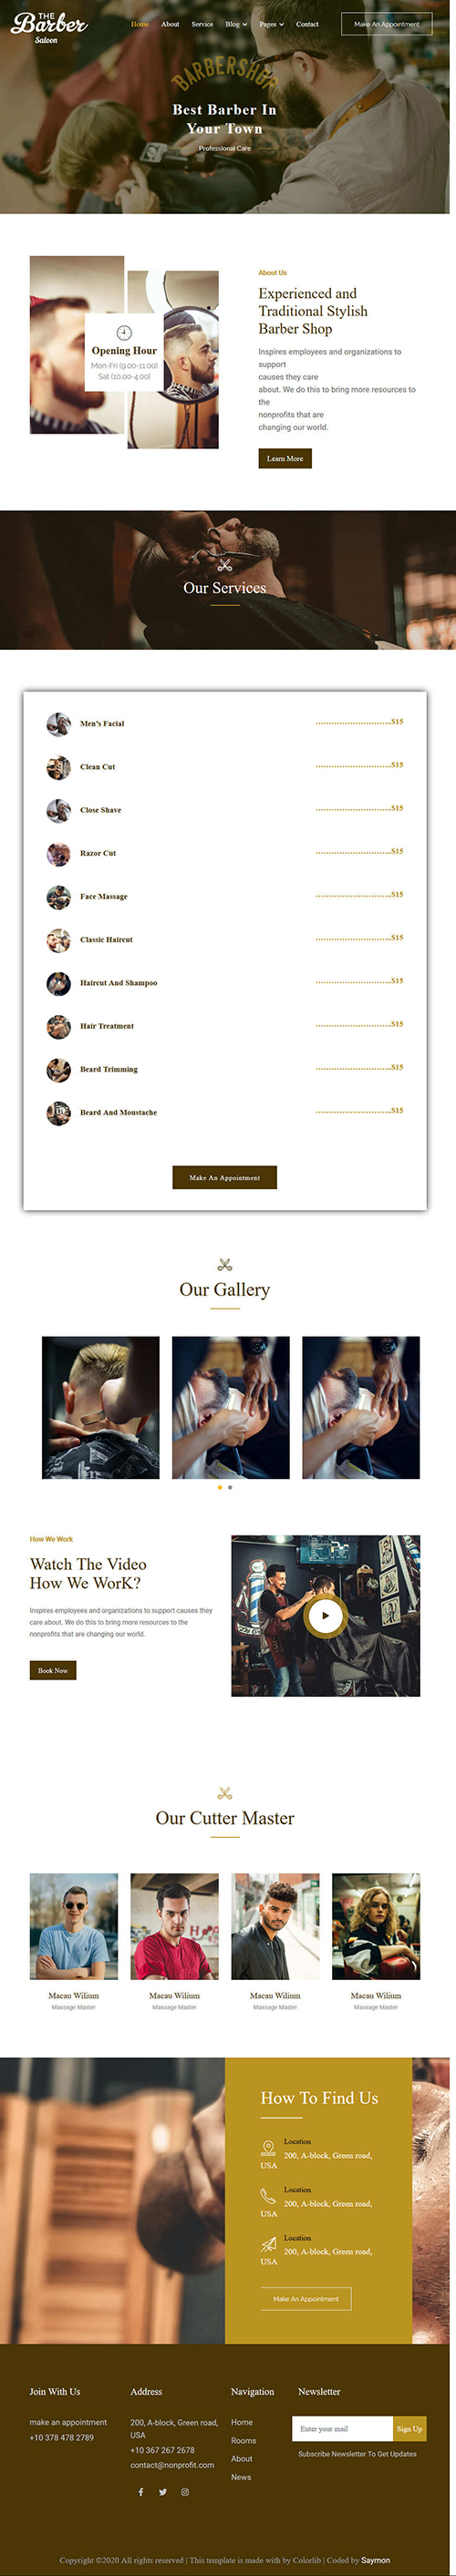 THE
Barber
Saloon
Home About Service Blog Pages Contact Make An Appointment
BARBERSHOP
Best Barber In
Your Town
Professional Care
Opening Hour
Mon-Fri (9.00-11.00)
Sat (10.00-4.00)
About Us
Experienced and
Traditional Stylish
Barber Shop
Inspires employees and organizations to
support
causes they care
about. We do this to bring more resources to
the
nonprofits that are
changing our world.
Learn More
Our Services
Men's Facial ............................$15
Clean Cut ............................$15
Close Shave ............................$15
Razor Cut ............................$15
Face Massage ............................$15
Classic Haircut ............................$15
Haircut And Shampoo ............................$15
Hair Treatment ............................$15
Beard Trimming ............................$15
Beard And Moustache ............................$15
Make An Appointment
Our Gallery
How We Work
Watch The Video
How We WorK?
Inspires employees and organizations to support causes they
care about. We do this to bring more resources to the
nonprofits that are changing our world.
Book Now
Our Cutter Master
Macau Wilium
Massage Master
Macau Wilium
Massage Master
Macau Wilium
Massage Master
Macau Wilium
Massage Master
How To Find Us
Location
200, A-block, Green road,
USA
Location
200, A-block, Green road,
USA
Location
200, A-block, Green road,
USA
Make An Appointment
Join With Us
make an appointment
+10 378 478 2789
Address
200, A-block, Green road,
USA
+10 367 267 2678
contact@nonprofit.com
Navigation
Home
Rooms
About
News
Newsletter
Enter your mail Sign Up
Subscribe Newsletter To Get Updates
Copyright ©2020 All rights reserved | This template is made with by Colorlib | Coded by Saymon